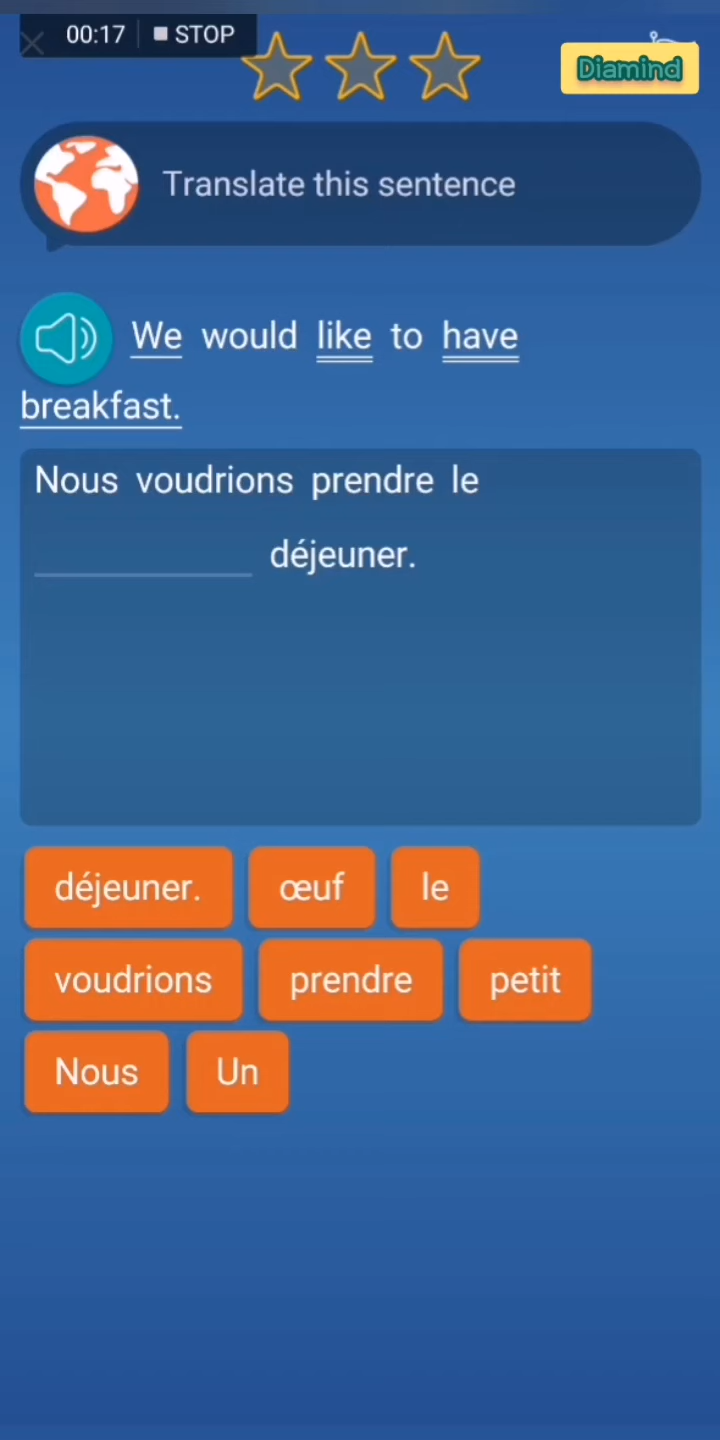 00:17 STOP
Diamind
Translate this sentence
We would like to have
breakfast.
Nous voudrions prendre le
déjeuner.
déjeuner. œuf le
voudrions prendre petit
Nous Un